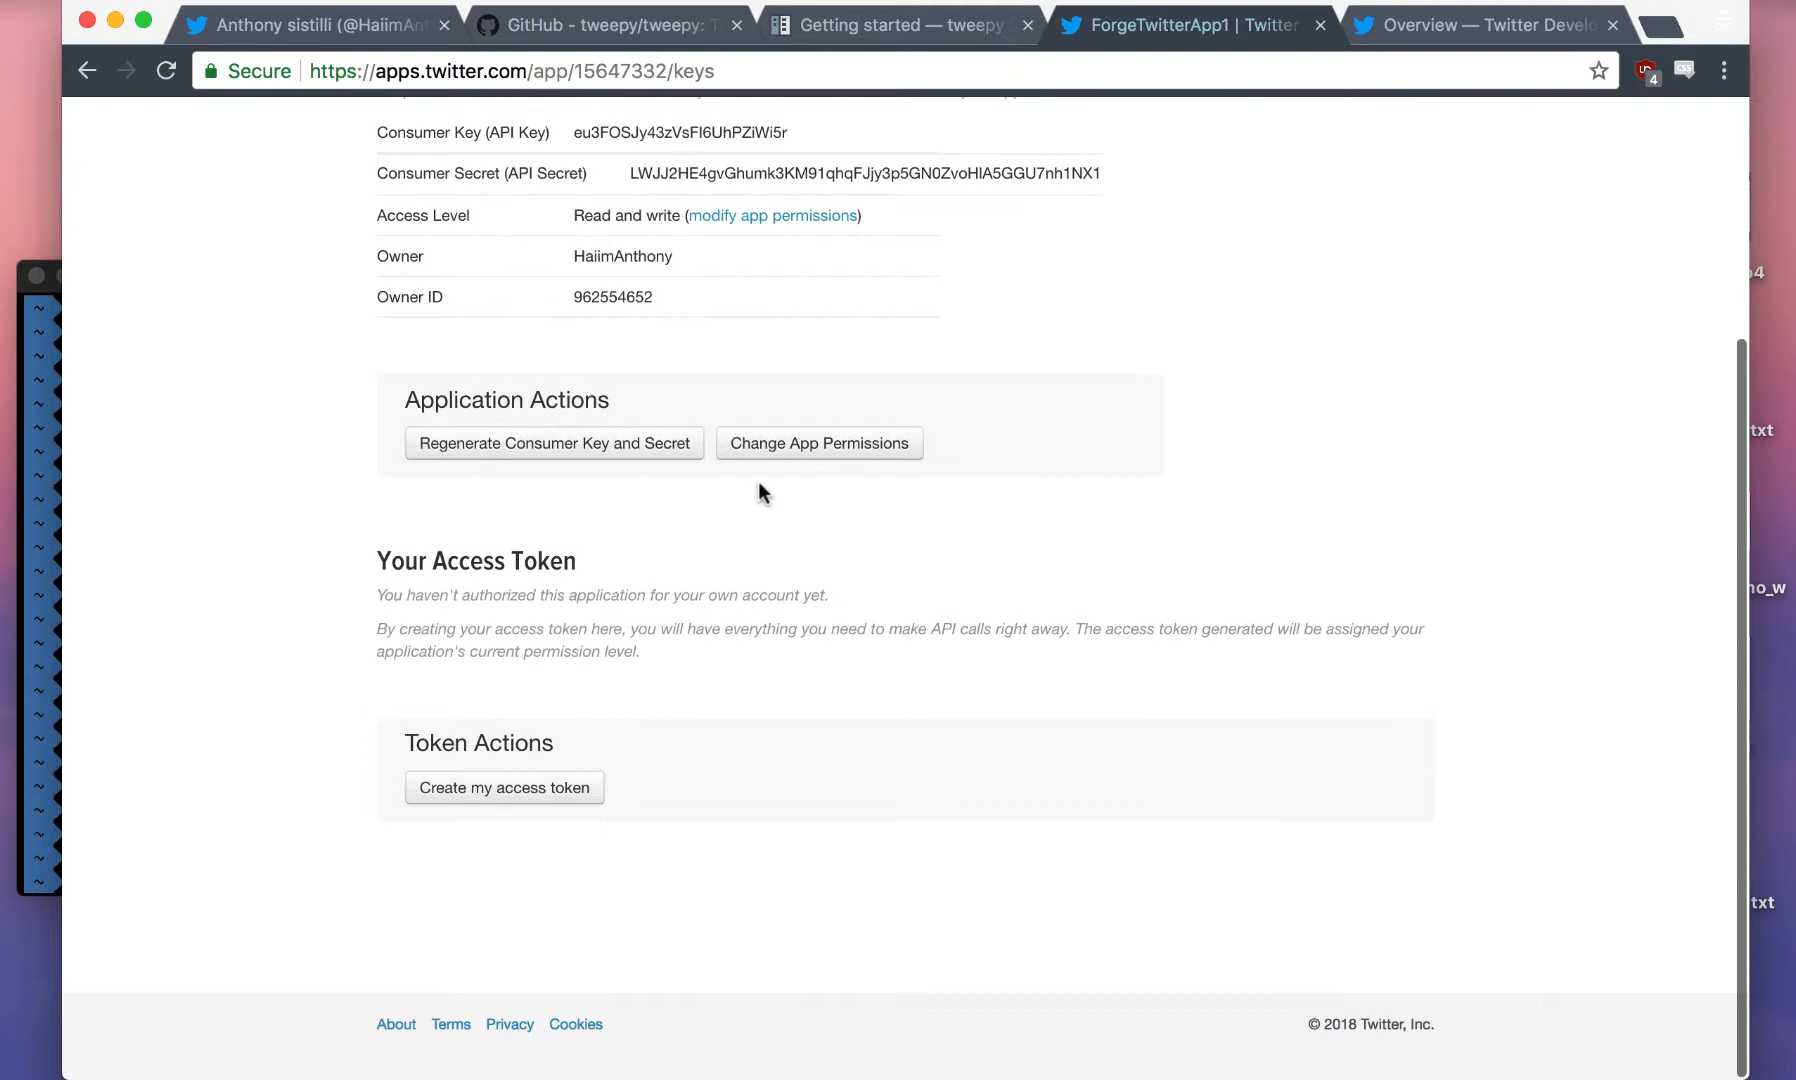 Anthony sistilli (@HaiimAnt
GitHub - tweepy/tweepy: T
Getting started — tweepy
ForgeTwitterApp1 | Twitter
Overview — Twitter Develo
Secure https://apps.twitter.com/app/15647332/keys
4
CSS
Consumer Key (API Key) eu3FOSJy43zVsFI6UhPZiWi5r
Consumer Secret (API Secret) LWJJ2HE4gvGhumk3KM91qhqFJjy3p5GN0ZvoHIA5GGU7nh1NX1
Access Level Read and write (modify app permissions)
Owner HaiimAnthony
Owner ID 962554652
Application Actions
Regenerate Consumer Key and Secret Change App Permissions
Your Access Token
You haven't authorized this application for your own account yet.
By creating your access token here, you will have everything you need to make API calls right away. The access token generated will be assigned your
application's current permission level.
Token Actions
Create my access token
About Terms Privacy Cookies
© 2018 Twitter, Inc.
txt
txt